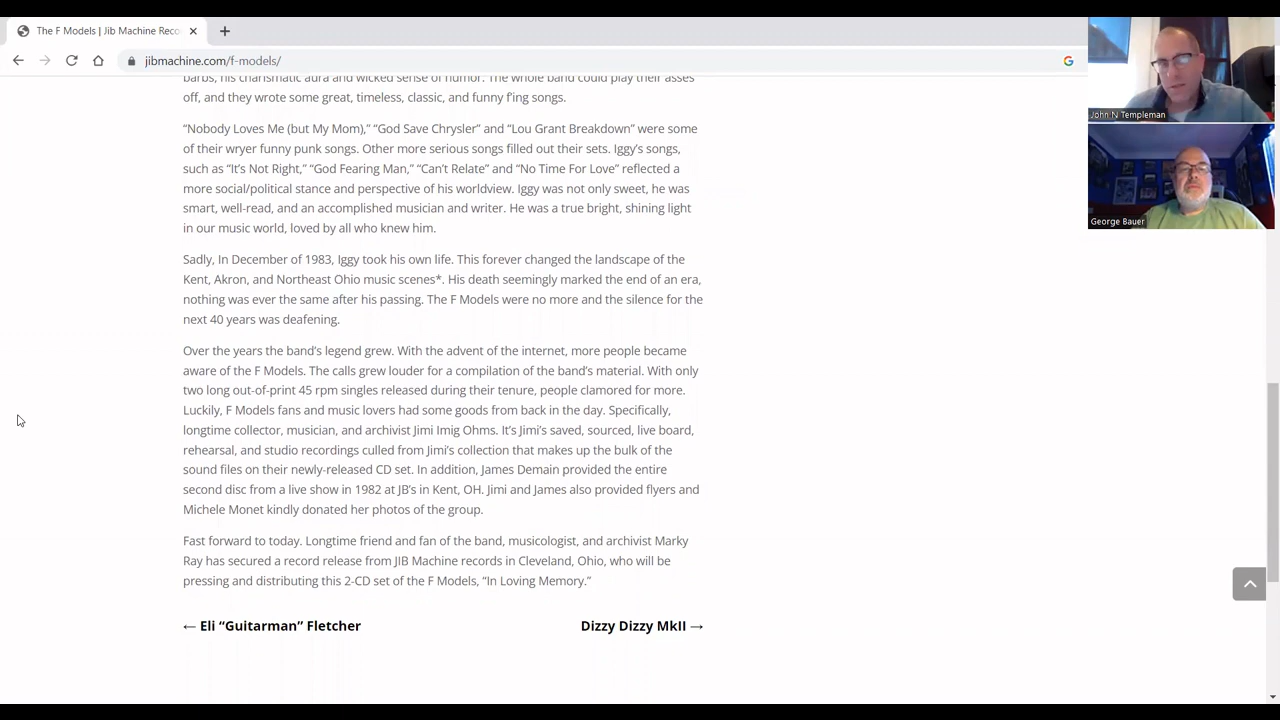 The F Models | Jib Machine Reco
jibmachine.com/f-models/
barbs, his charismatic aura and wicked sense of humor. The whole band could play their asses
off, and they wrote some great, timeless, classic, and funny f'ing songs.
“Nobody Loves Me (but My Mom),” “God Save Chrysler” and “Lou Grant Breakdown” were some
of their wryer funny punk songs. Other more serious songs filled out their sets. Iggy’s songs,
such as “It’s Not Right,” “God Fearing Man,” “Can’t Relate” and “No Time For Love” reflected a
more social/political stance and perspective of his worldview. Iggy was not only sweet, he was
smart, well-read, and an accomplished musician and writer. He was a true bright, shining light
in our music world, loved by all who knew him.
Sadly, In December of 1983, Iggy took his own life. This forever changed the landscape of the
Kent, Akron, and Northeast Ohio music scenes*. His death seemingly marked the end of an era,
nothing was ever the same after his passing. The F Models were no more and the silence for the
next 40 years was deafening.
Over the years the band’s legend grew. With the advent of the internet, more people became
aware of the F Models. The calls grew louder for a compilation of the band’s material. With only
two long out-of-print 45 rpm singles released during their tenure, people clamored for more.
Luckily, F Models fans and music lovers had some goods from back in the day. Specifically,
longtime collector, musician, and archivist Jimi Imig Ohms. It’s Jimi’s saved, sourced, live board,
rehearsal, and studio recordings culled from Jimi’s collection that makes up the bulk of the
sound files on their newly-released CD set. In addition, James Demain provided the entire
second disc from a live show in 1982 at JB’s in Kent, OH. Jimi and James also provided flyers and
Michele Monet kindly donated her photos of the group.
Fast forward to today. Longtime friend and fan of the band, musicologist, and archivist Marky
Ray has secured a record release from JIB Machine records in Cleveland, Ohio, who will be
pressing and distributing this 2-CD set of the F Models, “In Loving Memory.”
← Eli “Guitarman” Fletcher
Dizzy Dizzy MkII →
John N Templeman
George Bauer